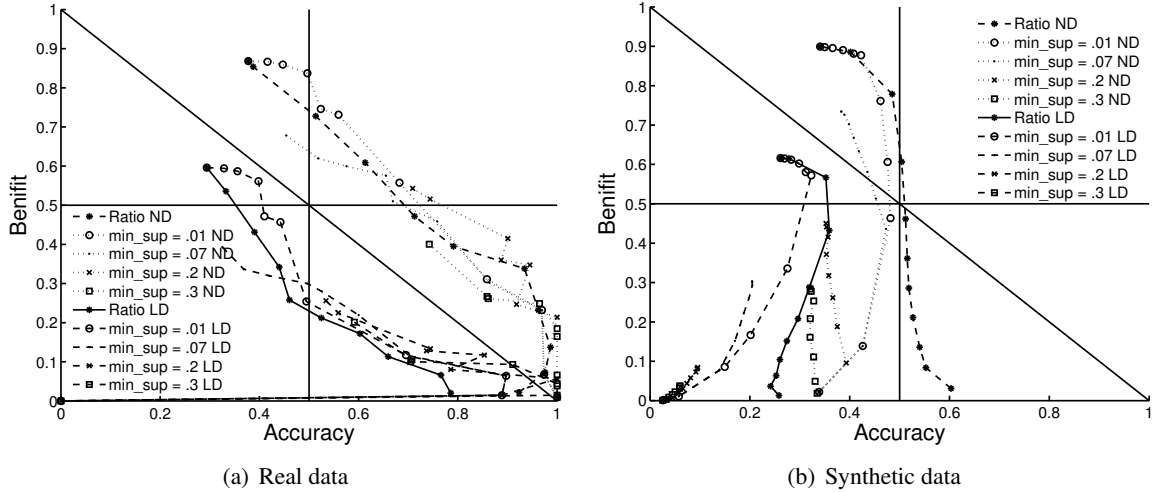 1
0.9
0.8
0.7
0.6
0.5
0.4
0.3
0.2
0.1
0
0
0.2
0.4
0.6
0.8
1
Benifit
Accuracy
Ratio ND
min_sup = .01 ND
min_sup = .07 ND
min_sup = .2 ND
min_sup = .3 ND
Ratio LD
min_sup = .01 LD
min_sup = .07 LD
min_sup = .2 LD
min_sup = .3 LD
(a) Real data
1
0.9
0.8
0.7
0.6
0.5
0.4
0.3
0.2
0.1
0
0
0.2
0.4
0.6
0.8
1
Benifit
Accuracy
Ratio ND
min_sup = .01 ND
min_sup = .07 ND
min_sup = .2 ND
min_sup = .3 ND
Ratio LD
min_sup = .01 LD
min_sup = .07 LD
min_sup = .2 LD
min_sup = .3 LD
(b) Synthetic data